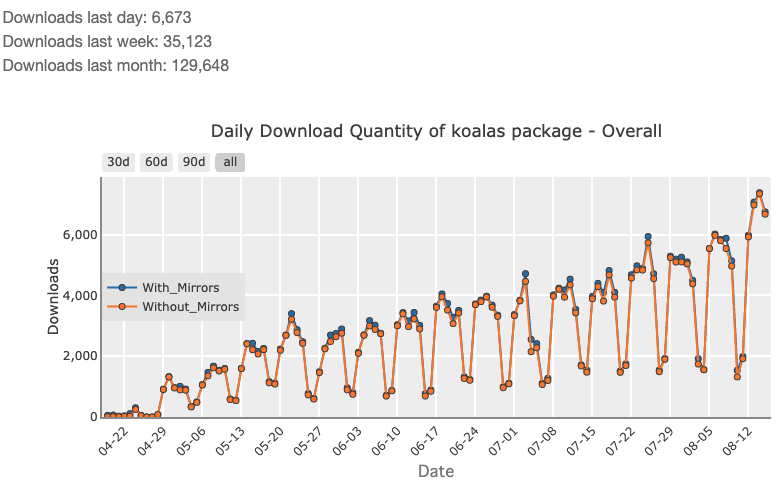 Downloads last day: 6,673
Downloads last week: 35,123
Downloads last month: 129,648
Daily Download Quantity of koalas package - Overall
30d 60d 90d all
6,000
4,000
2,000
0
Downloads
With_Mirrors
Without_Mirrors
04-22 04-29 05-06 05-13 05-20 05-27 06-03 06-10 06-17 06-24 07-01 07-08 07-15 07-22 07-29 08-05 08-12
Date